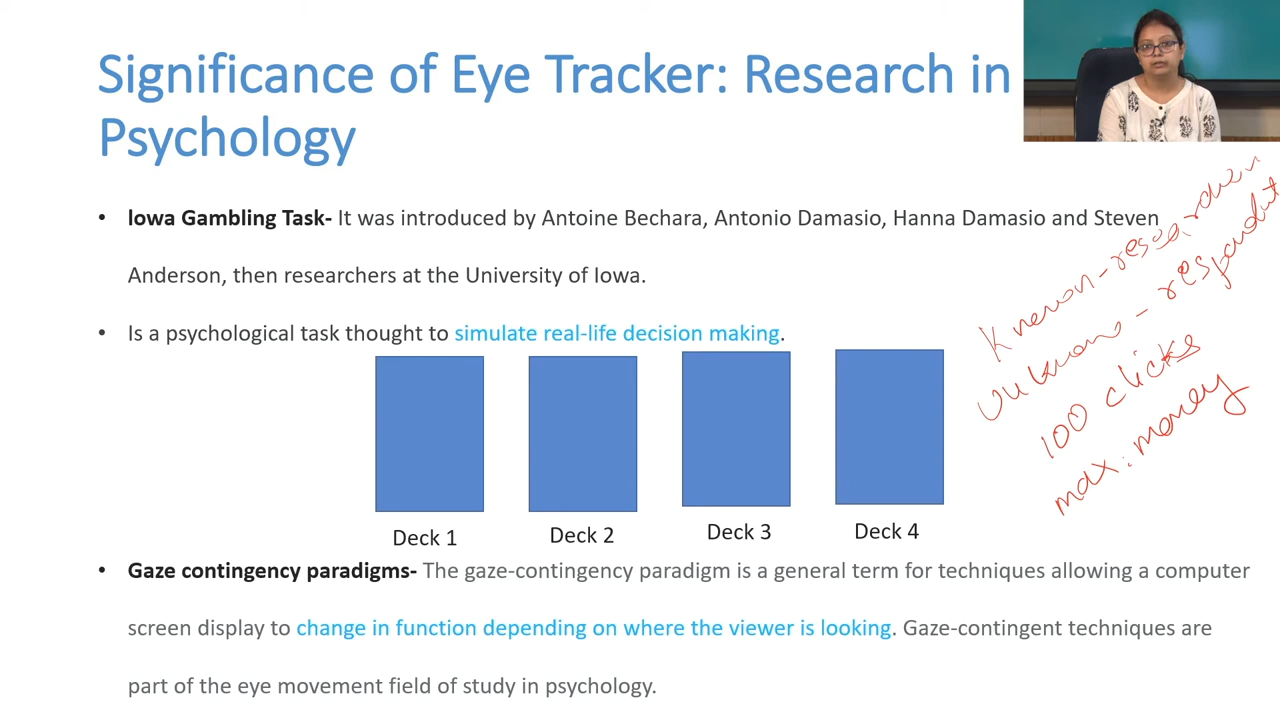 Significance of Eye Tracker: Research in
Psychology
• Iowa Gambling Task- It was introduced by Antoine Bechara, Antonio Damasio, Hanna Damasio and Steven
Anderson, then researchers at the University of Iowa.
• Is a psychological task thought to simulate real-life decision making.
Known - researcher
Unknown - respondent
100 clicks
max. money
Deck 1
Deck 2
Deck 3
Deck 4
• Gaze contingency paradigms- The gaze-contingency paradigm is a general term for techniques allowing a computer
screen display to change in function depending on where the viewer is looking. Gaze-contingent techniques are
part of the eye movement field of study in psychology.